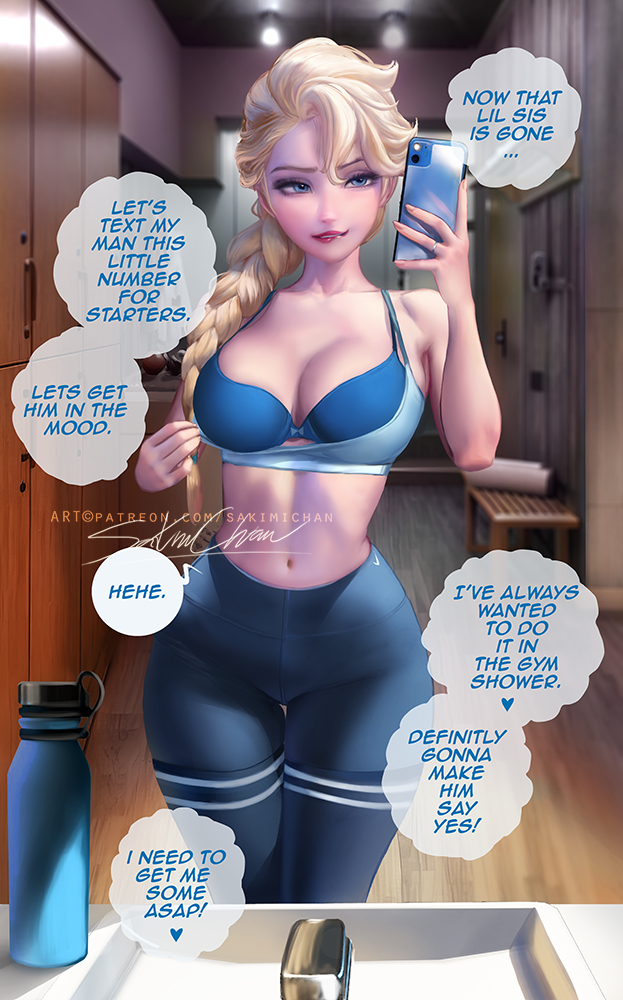 NOW THAT
LIL SIS
IS GONE
...
LET'S
TEXT MY
MAN THIS
LITTLE
NUMBER
FOR
STARTERS.
LETS GET
HIM IN THE
MOOD.
ART©PATREON.COM/SAKIMICHAN
SakimiChan
HEHE.
I'VE ALWAYS
WANTED
TO DO
IT IN
THE GYM
SHOWER.
♥
DEFINITLY
GONNA
MAKE
HIM
SAY
YES!
I NEED TO
GET ME
SOME
ASAP!
♥